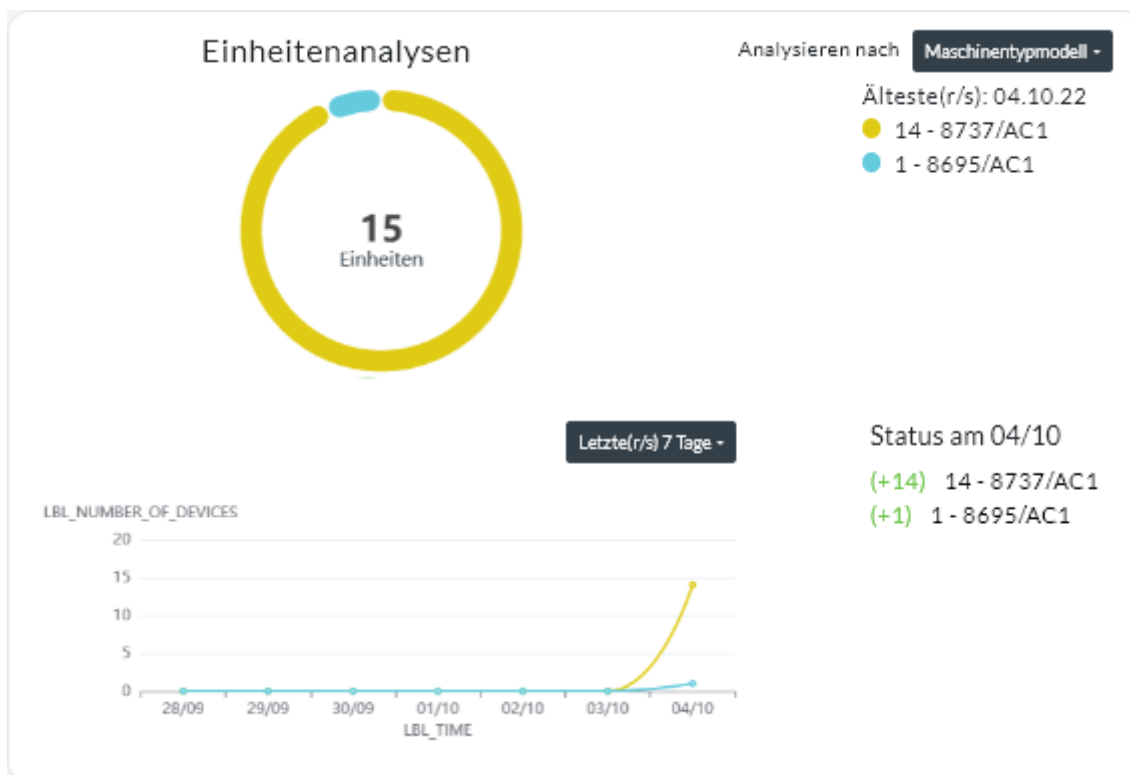 Einheitenanalysen
Analysieren nach Maschinentypmodell
Älteste(r/s): 04.10.22
14 - 8737/AC1
1 - 8695/AC1
15
Einheiten
Letzte(r/s) 7 Tage
Status am 04/10
(+14) 14 - 8737/AC1
(+1) 1 - 8695/AC1
LBL_NUMBER_OF_DEVICES
20
15
10
5
0
28/09 29/09 30/09 01/10 02/10 03/10 04/10
LBL_TIME